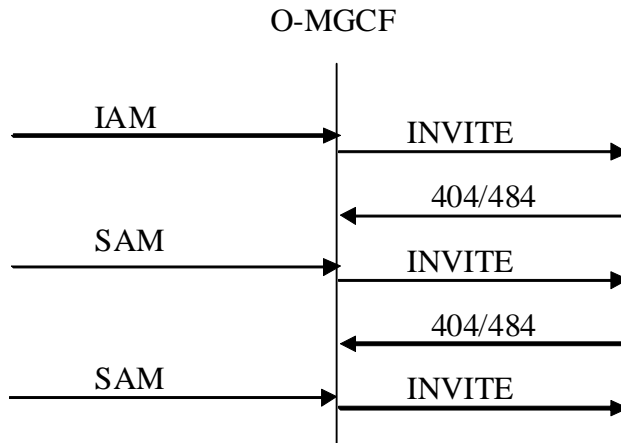 O-MGCF
IAM
INVITE
404/484
SAM
INVITE
404/484
SAM
INVITE